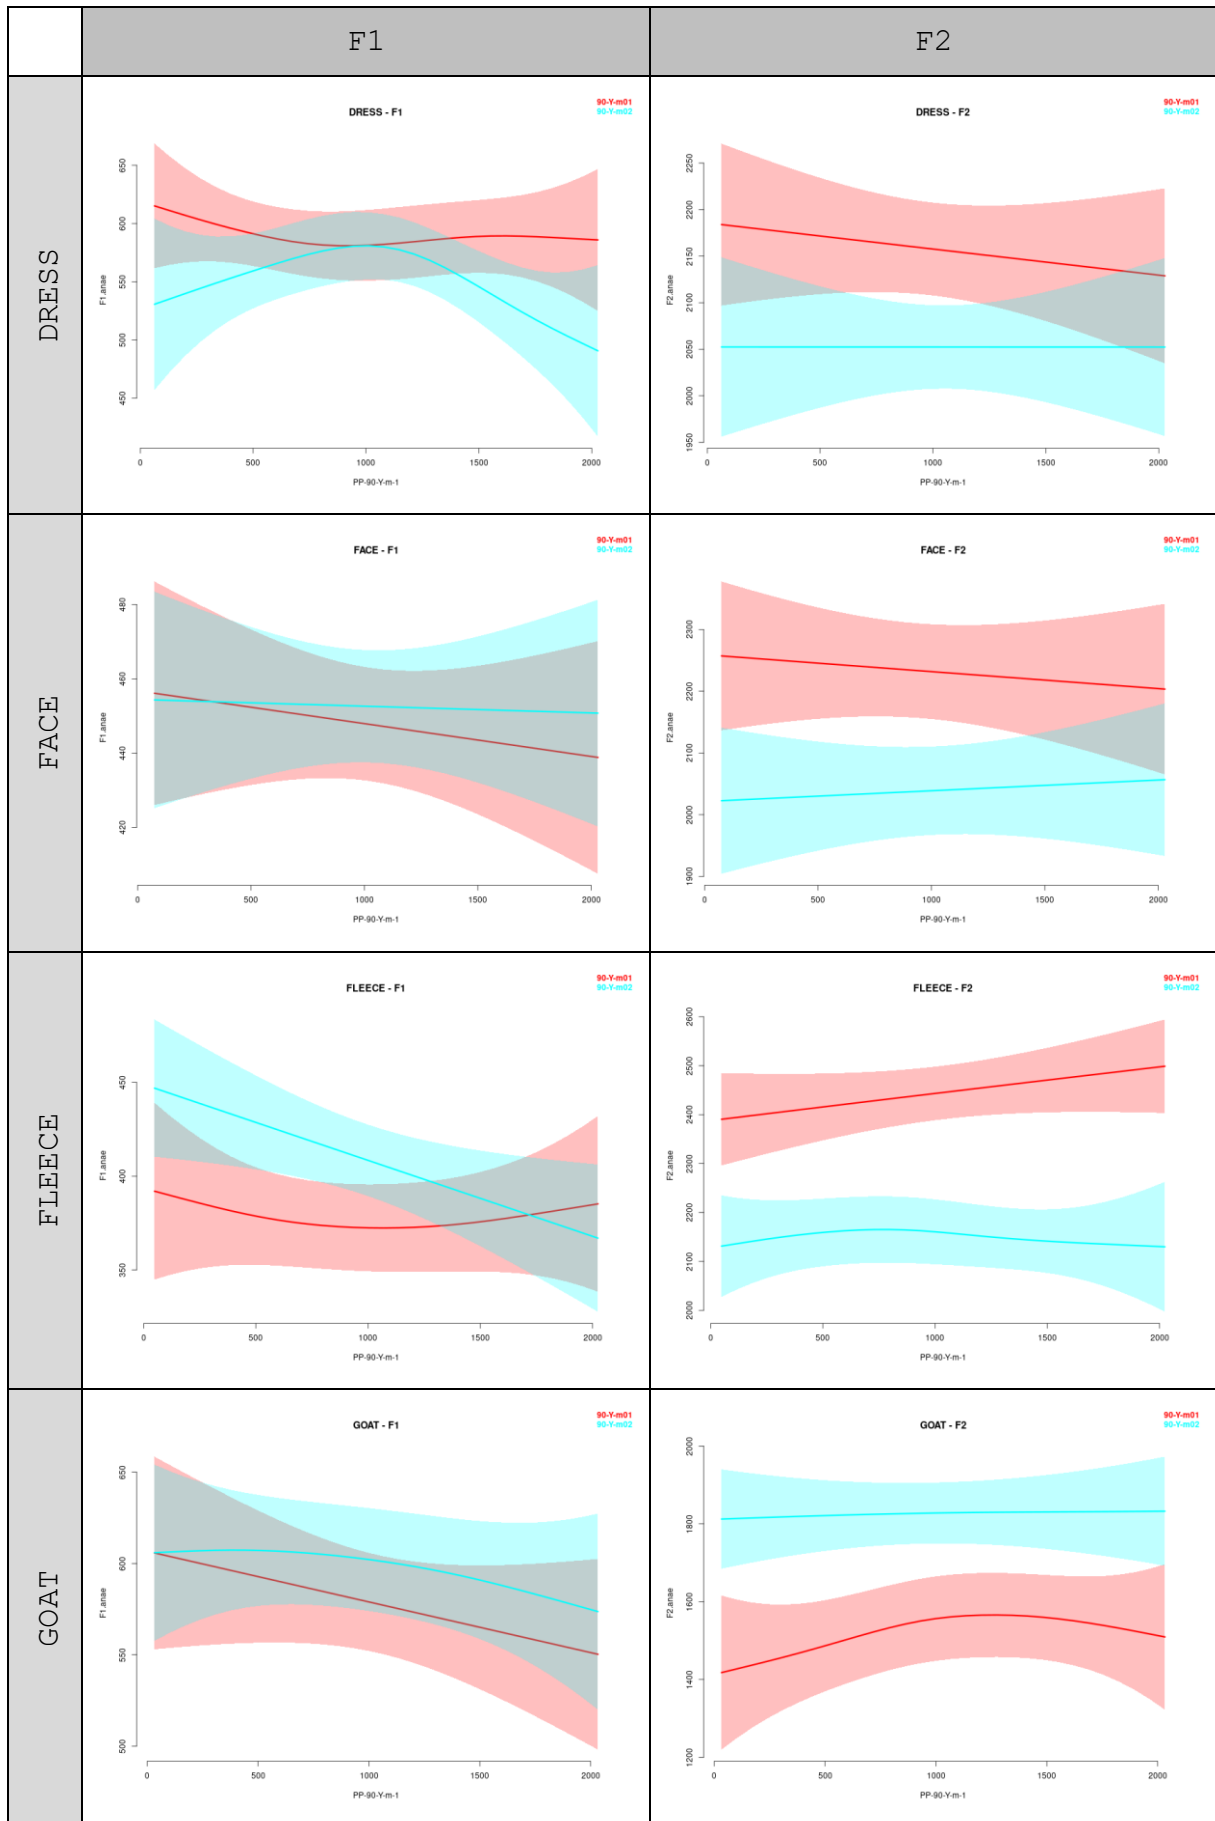 F1
F2
DRESS
DRESS - F1
90-Y-m01
90-Y-m02
F1.anae
650
600
550
500
450
0 500 1000 1500 2000
PP-90-Y-m-1
DRESS - F2
90-Y-m01
90-Y-m02
F2.anae
2250
2200
2150
2100
2050
2000
1950
0 500 1000 1500 2000
PP-90-Y-m-1
FACE
FACE - F1
90-Y-m01
90-Y-m02
F1.anae
480
460
440
420
0 500 1000 1500 2000
PP-90-Y-m-1
FACE - F2
90-Y-m01
90-Y-m02
F2.anae
2300
2200
2100
2000
1900
0 500 1000 1500 2000
PP-90-Y-m-1
FLEECE
FLEECE - F1
90-Y-m01
90-Y-m02
F1.anae
450
400
350
0 500 1000 1500 2000
PP-90-Y-m-1
FLEECE - F2
90-Y-m01
90-Y-m02
F2.anae
2600
2500
2400
2300
2200
2100
2000
0 500 1000 1500 2000
PP-90-Y-m-1
GOAT
GOAT - F1
90-Y-m01
90-Y-m02
F1.anae
650
600
550
500
0 500 1000 1500 2000
PP-90-Y-m-1
GOAT - F2
90-Y-m01
90-Y-m02
F2.anae
2000
1800
1600
1400
1200
0 500 1000 1500 2000
PP-90-Y-m-1